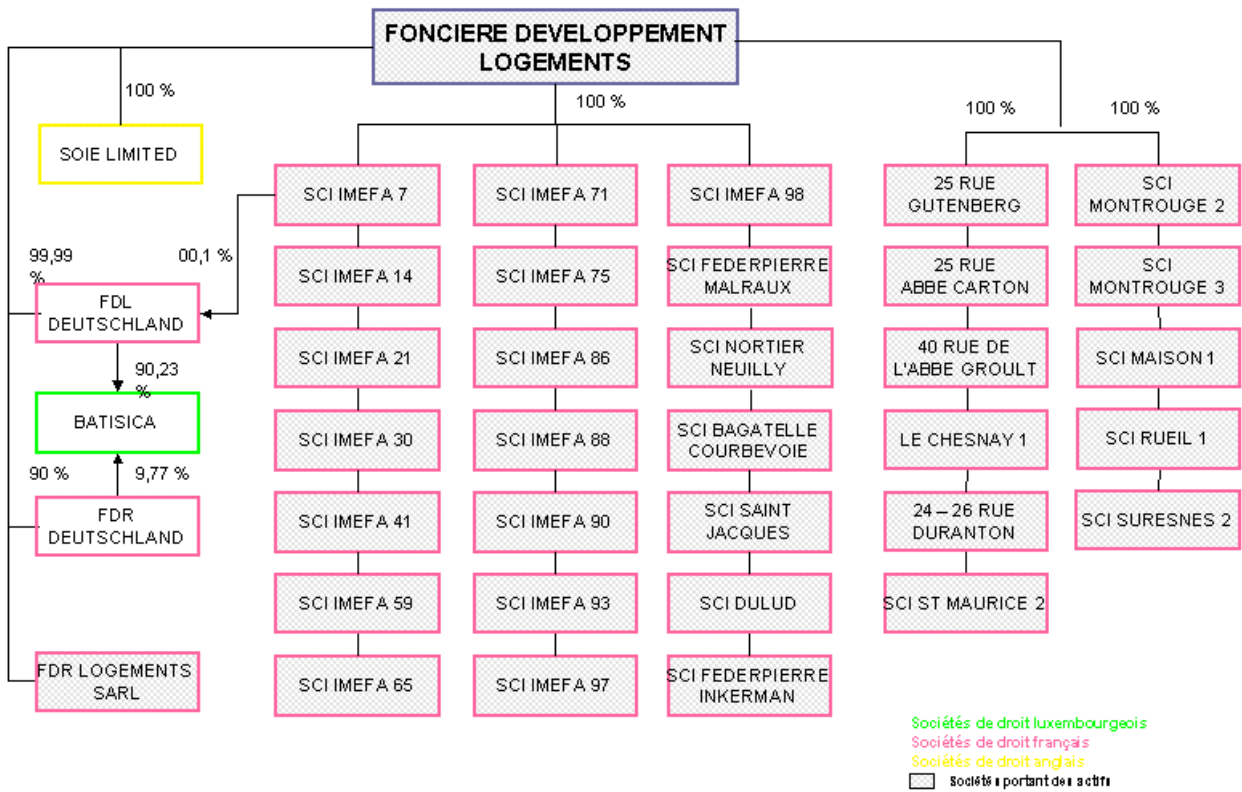 FONCIERE DEVELOPPEMENT
LOGEMENTS
100 %
100 %
100 %
100 %
SOIE LIMITED
SCI IMEFA 7
SCI IMEFA 71
SCI IMEFA 98
25 RUE
GUTENBERG
SCI
MONTROUGE 2
99,99
%
00,1 %
SCI IMEFA 14
SCI IMEFA 75
SCI FEDERPIERRE
MALRAUX
25 RUE
ABBE CARTON
SCI
MONTROUGE 3
FDL
DEUTSCHLAND
SCI IMEFA 21
SCI IMEFA 86
SCI NORTIER
NEUILLY
40 RUE DE
L'ABBE GROULT
SCI MAISON 1
90,23
%
BATISICA
SCI IMEFA 30
SCI IMEFA 88
SCI BAGATELLE
COURBEVOIE
LE CHESNAY 1
SCI RUEIL 1
90 %
9,77 %
FDR
DEUTSCHLAND
SCI IMEFA 41
SCI IMEFA 90
SCI SAINT
JACQUES
24 – 26 RUE
DURANTON
SCI SURESNES 2
SCI IMEFA 59
SCI IMEFA 93
SCI DULUD
SCI ST MAURICE 2
FDR LOGEMENTS
SARL
SCI IMEFA 65
SCI IMEFA 97
SCI FEDERPIERRE
INKERMAN
Sociétés de droit luxembourgeois
Sociétés de droit français
Sociétés de droit anglais
Sociétés portant des actifs